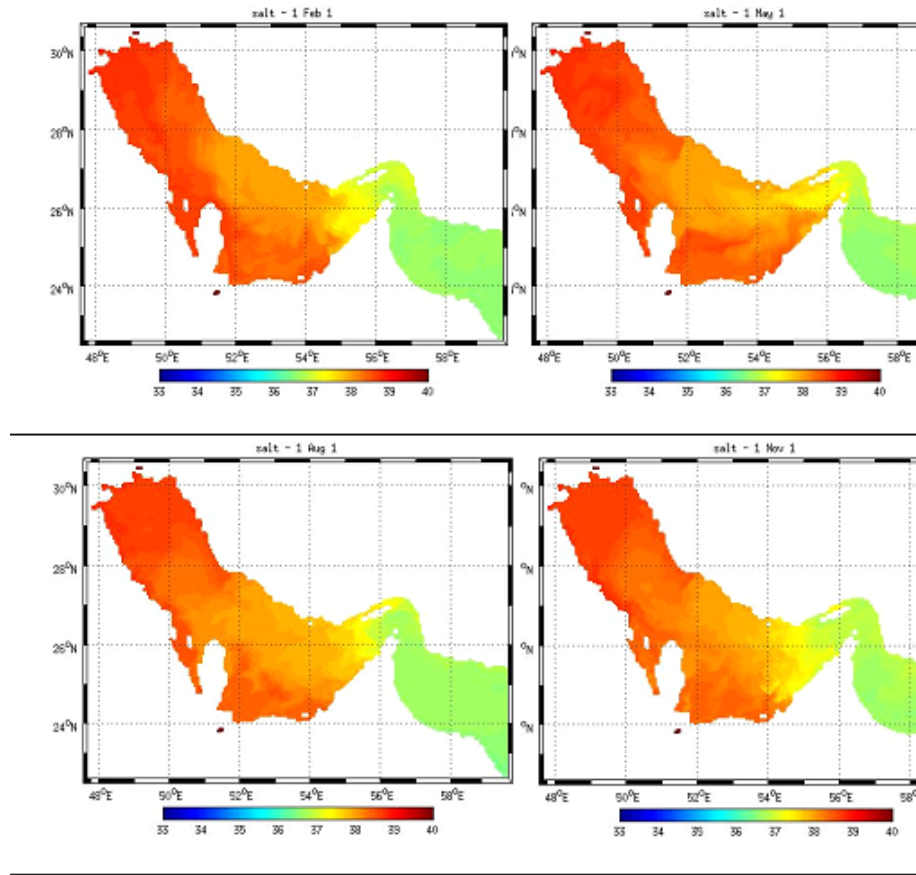 salt - 1 Feb 1
30°N
28°N
26°N
24°N
48°E 50°E 52°E 54°E 56°E 58°E
33 34 35 36 37 38 39 40
salt - 1 May 1
I°N
I°N
I°N
I°N
48°E 50°E 52°E 54°E 56°E 58°E
33 34 35 36 37 38 39 40
salt - 1 Aug 1
30°N
28°N
26°N
24°N
48°E 50°E 52°E 54°E 56°E 58°E
33 34 35 36 37 38 39 40
salt - 1 Nov 1
°N
°N
°N
°N
48°E 50°E 52°E 54°E 56°E 58°
33 34 35 36 37 38 39 40